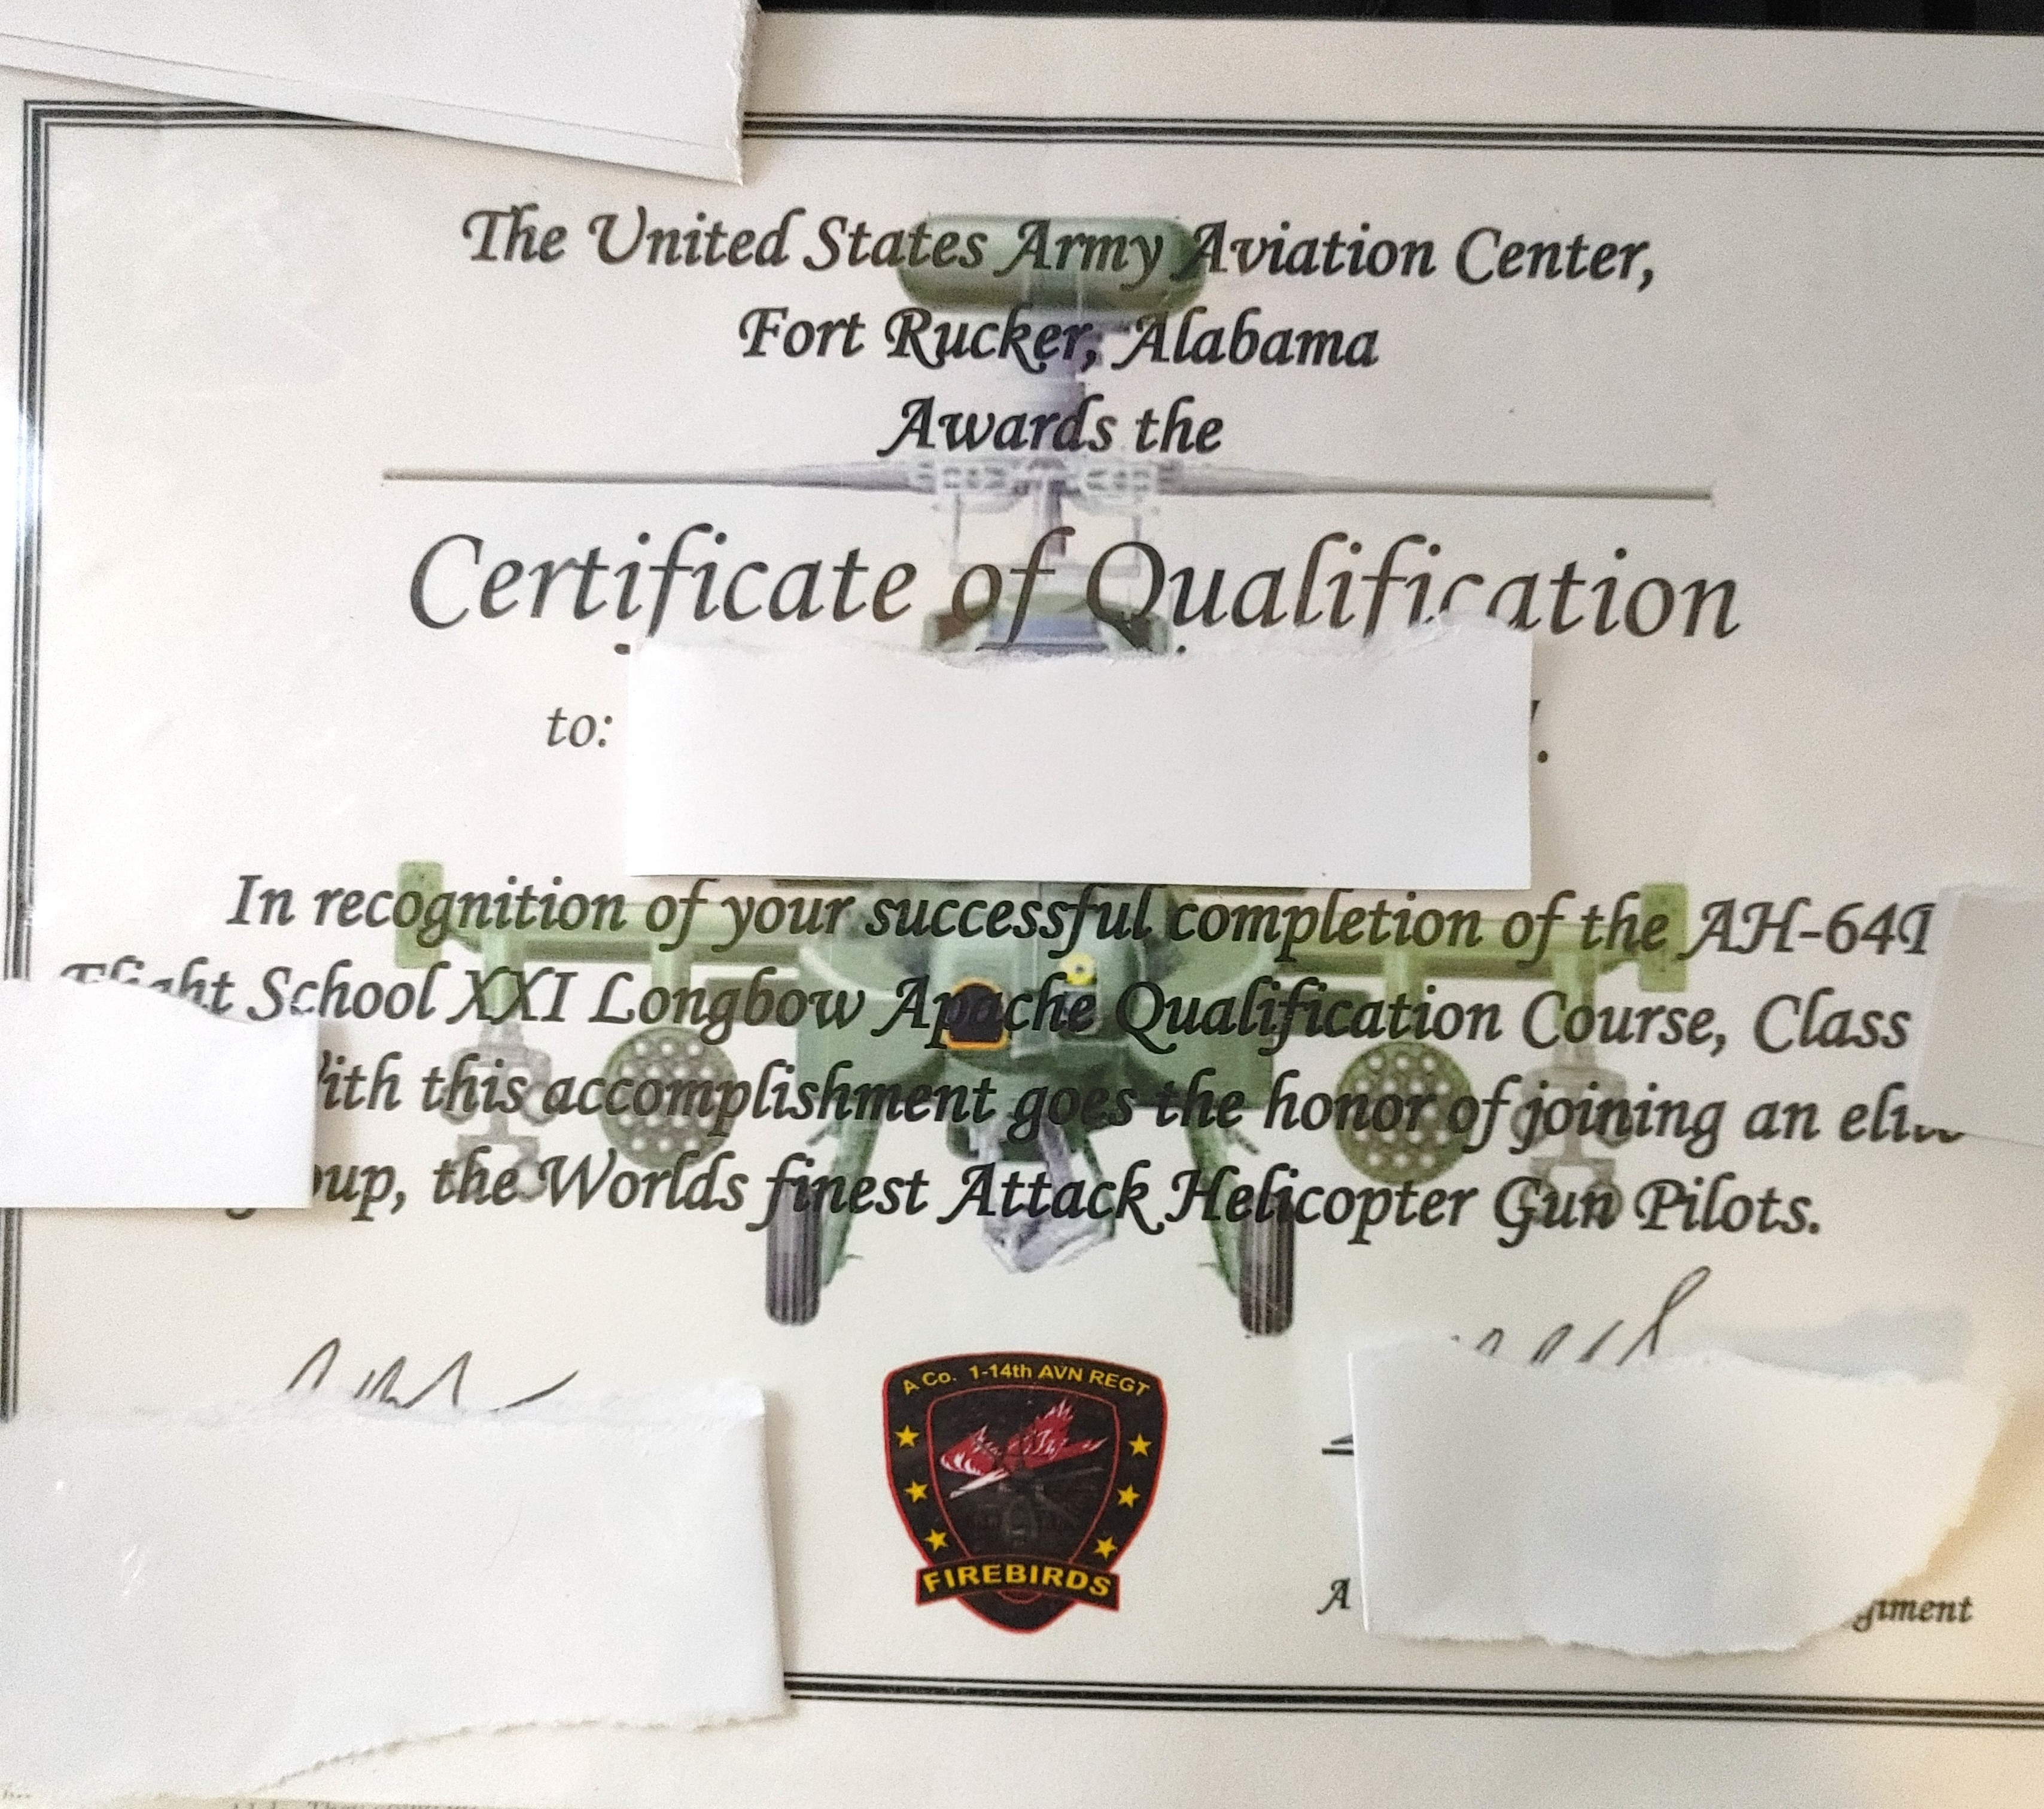 The United States Army Aviation Center,
Fort Rucker, Alabama
Awards the
Certificate of Qualification
to:
In recognition of your successful completion of the
School XXI Longbow Apache Qualification Course, Class
this accomplishment goes the honor of joining an
the Worlds finest Attack Helicopter Gun Pilots.
A Co. 1-14th AVN REGT
FIREBIRDS
A